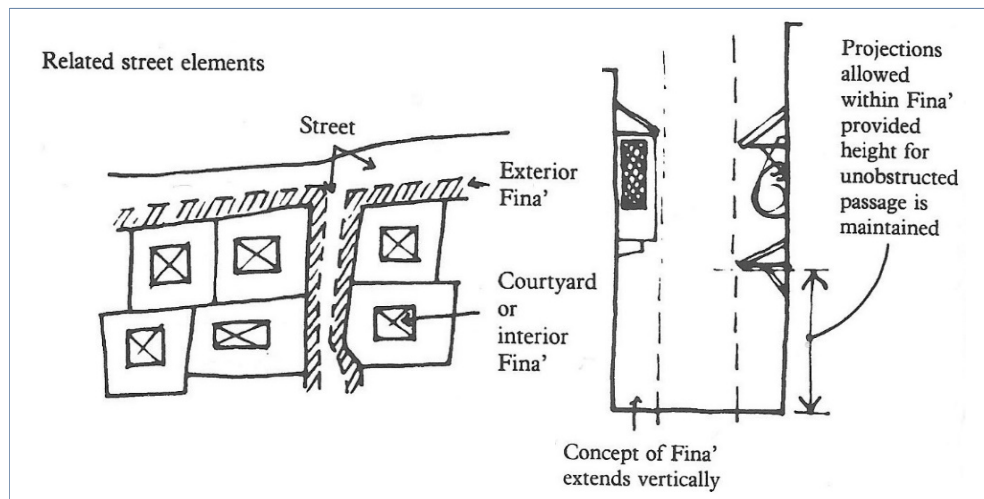 Related street elements
Street
Exterior
Fina’
Courtyard
or
interior
Fina’
Projections
allowed
within Fina’
provided
height for
unobstructed
passage is
maintained
Concept of Fina’
extends vertically